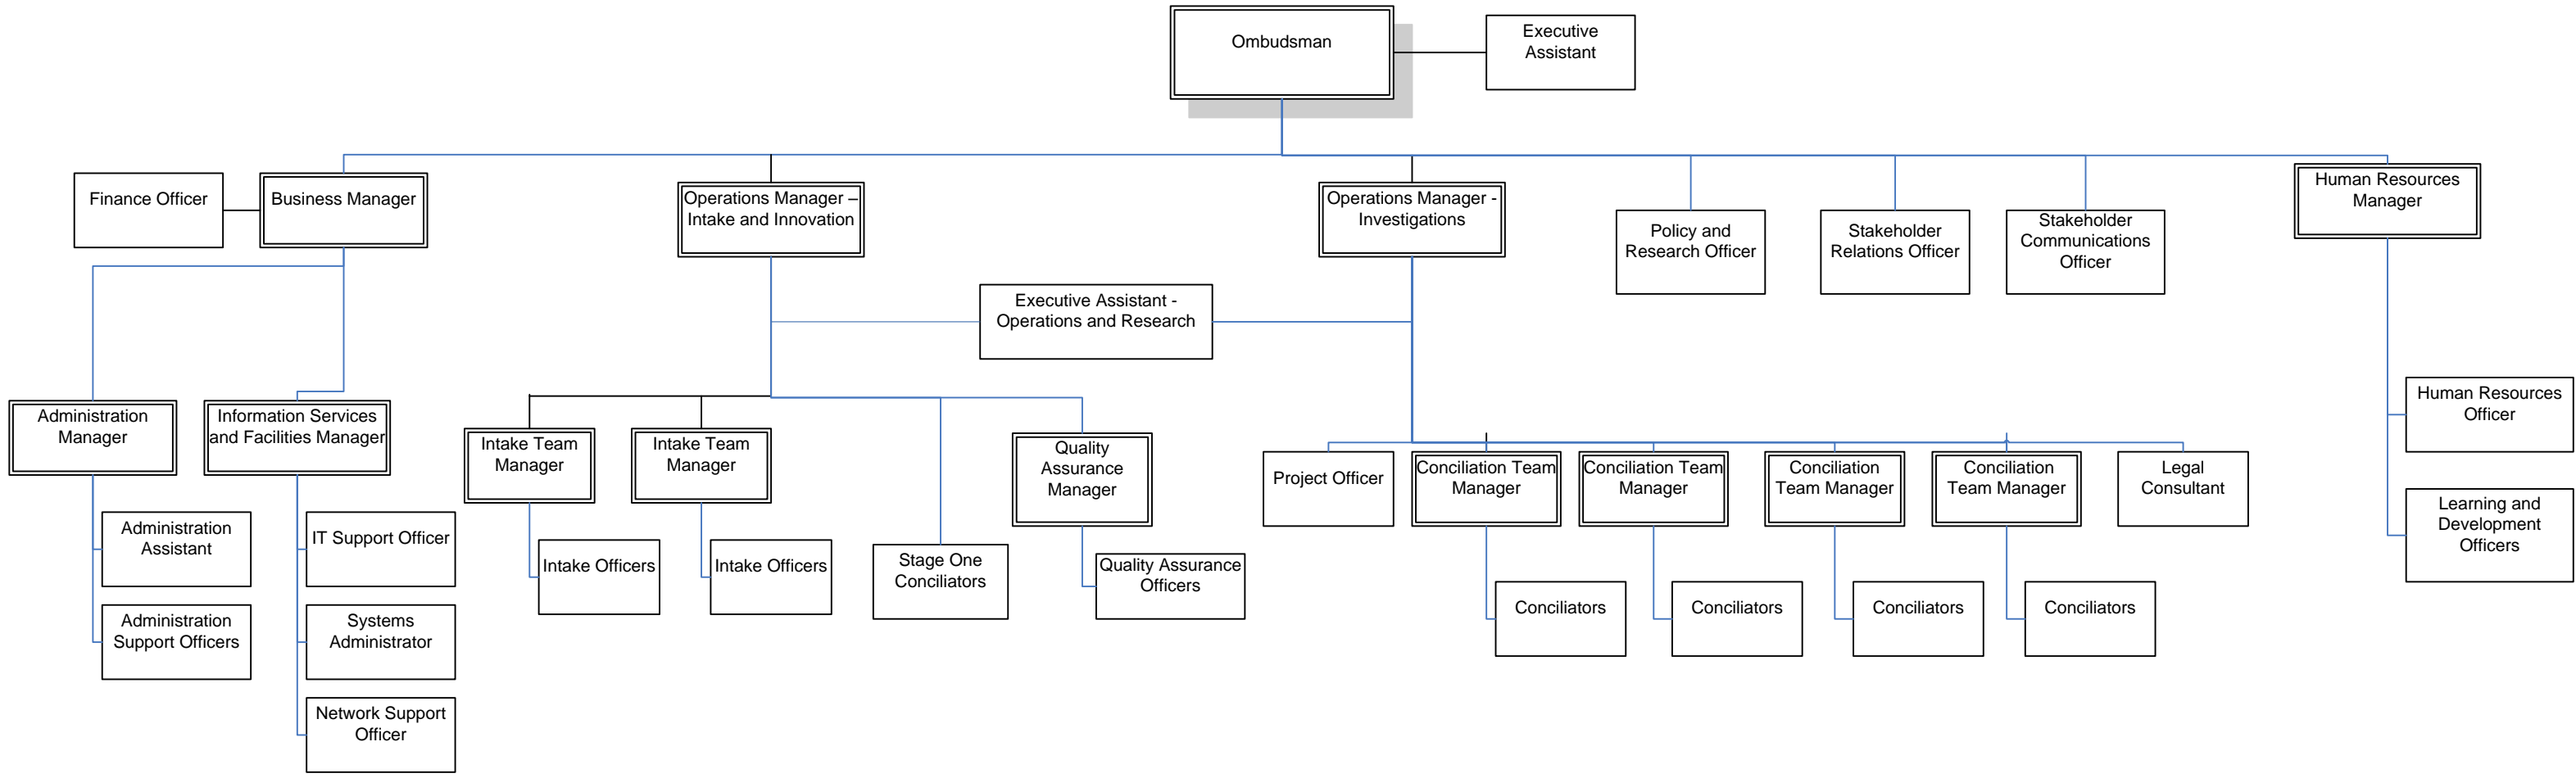 Ombudsman
Executive
Assistant
Finance Officer
Business Manager
Operations Manager –
Intake and Innovation
Operations Manager -
Investigations
Policy and
Research Officer
Stakeholder
Relations Officer
Stakeholder
Communications
Officer
Human Resources
Manager
Executive Assistant -
Operations and Research
Administration
Manager
Information Services
and Facilities Manager
Intake Team
Manager
Intake Team
Manager
Quality
Assurance
Manager
Project Officer
Conciliation Team
Manager
Conciliation Team
Manager
Conciliation
Team Manager
Conciliation
Team Manager
Legal
Consultant
Human Resources
Officer
Learning and
Development
Officers
Administration
Assistant
IT Support Officer
Intake Officers
Intake Officers
Stage One
Conciliators
Quality Assurance
Officers
Conciliators
Conciliators
Conciliators
Conciliators
Administration
Support Officers
Systems
Administrator
Network Support
Officer